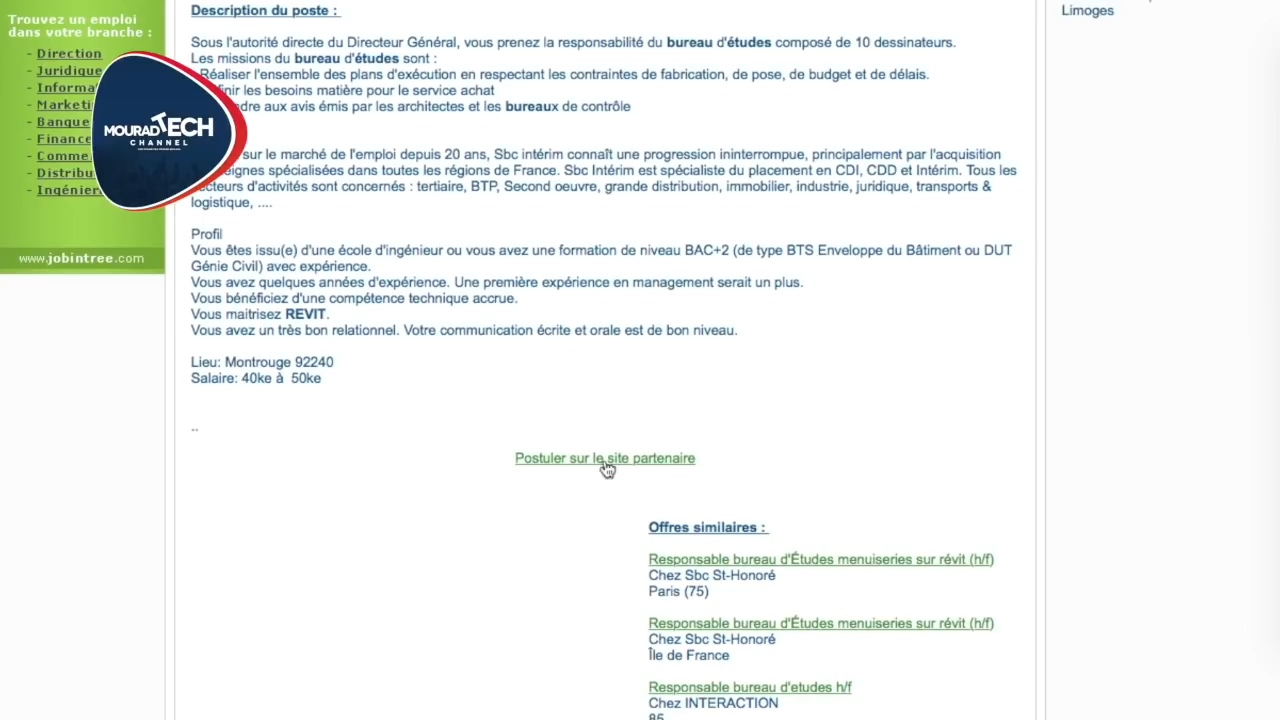 Trouvez un emploi
dans votre branche :
- Direction
- Juridique
-
-
- Banque
- Finance
-
-
-
www.jobintree.com
MOURADTECH
CHANNEL
Description du poste :
Sous l'autorité directe du Directeur Général, vous prenez la responsabilité du bureau d'études composé de 10 dessinateurs.
Les missions du bureau d'études sont :
Réaliser l'ensemble des plans d'exécution en respectant les contraintes de fabrication, de pose, de budget et de délais.
les besoins matière pour le service achat
aux avis émis par les architectes et les bureaux de contrôle
sur le marché de l'emploi depuis 20 ans, Sbc intérim connaît une progression ininterrompue, principalement par l'acquisition
spécialisées dans toutes les régions de France. Sbc Intérim est spécialiste du placement en CDI, CDD et Intérim. Tous les
secteurs d'activités sont concernés : tertiaire, BTP, Second oeuvre, grande distribution, immobilier, industrie, juridique, transports &
logistique, ....
Profil
Vous êtes issu(e) d'une école d'ingénieur ou vous avez une formation de niveau BAC+2 (de type BTS Enveloppe du Bâtiment ou DUT
Génie Civil) avec expérience.
Vous avez quelques années d'expérience. Une première expérience en management serait un plus.
Vous bénéficiez d'une compétence technique accrue.
Vous maitrisez REVIT.
Vous avez un très bon relationnel. Votre communication écrite et orale est de bon niveau.
Lieu: Montrouge 92240
Salaire: 40ke à 50ke
..
Postuler sur le site partenaire
Offres similaires :
Responsable bureau d'Études menuiseries sur révit (h/f)
Chez Sbc St-Honoré
Paris (75)
Responsable bureau d'Études menuiseries sur révit (h/f)
Chez Sbc St-Honoré
Île de France
Responsable bureau d'etudes h/f
Chez INTERACTION
85
Limoges